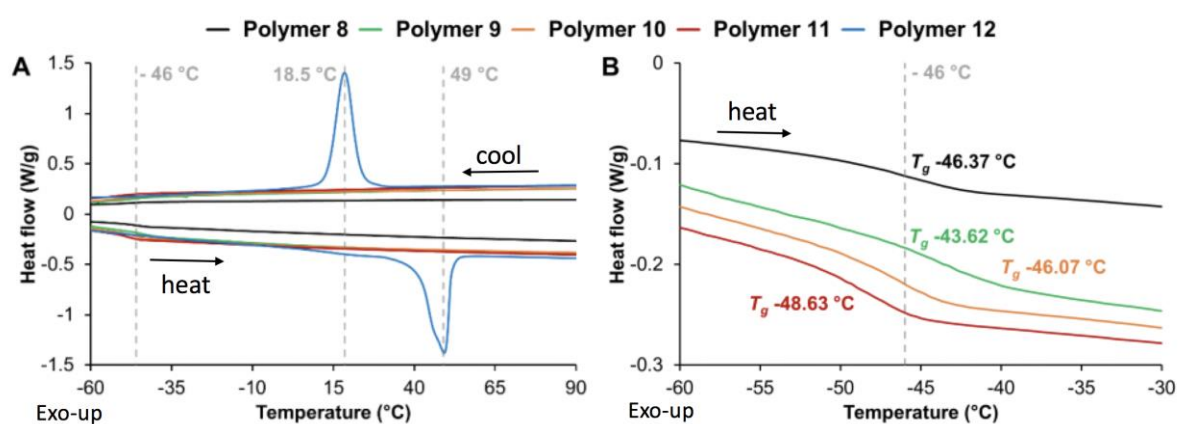 Polymer 8 Polymer 9 Polymer 10 Polymer 11 Polymer 12
A
- 46 °C 18.5 °C 49 °C
cool
heat
1.5
1
0.5
0
-0.5
-1
-1.5
Heat flow (W/g)
-60 -35 -10 15 40 65 90
Exo-up Temperature (°C)
B
- 46 °C
heat
Tg -46.37 °C
Tg -43.62 °C
Tg -46.07 °C
Tg -48.63 °C
0
-0.1
-0.2
-0.3
Heat flow (W/g)
-60 -55 -50 -45 -40 -35 -30
Exo-up Temperature (°C)